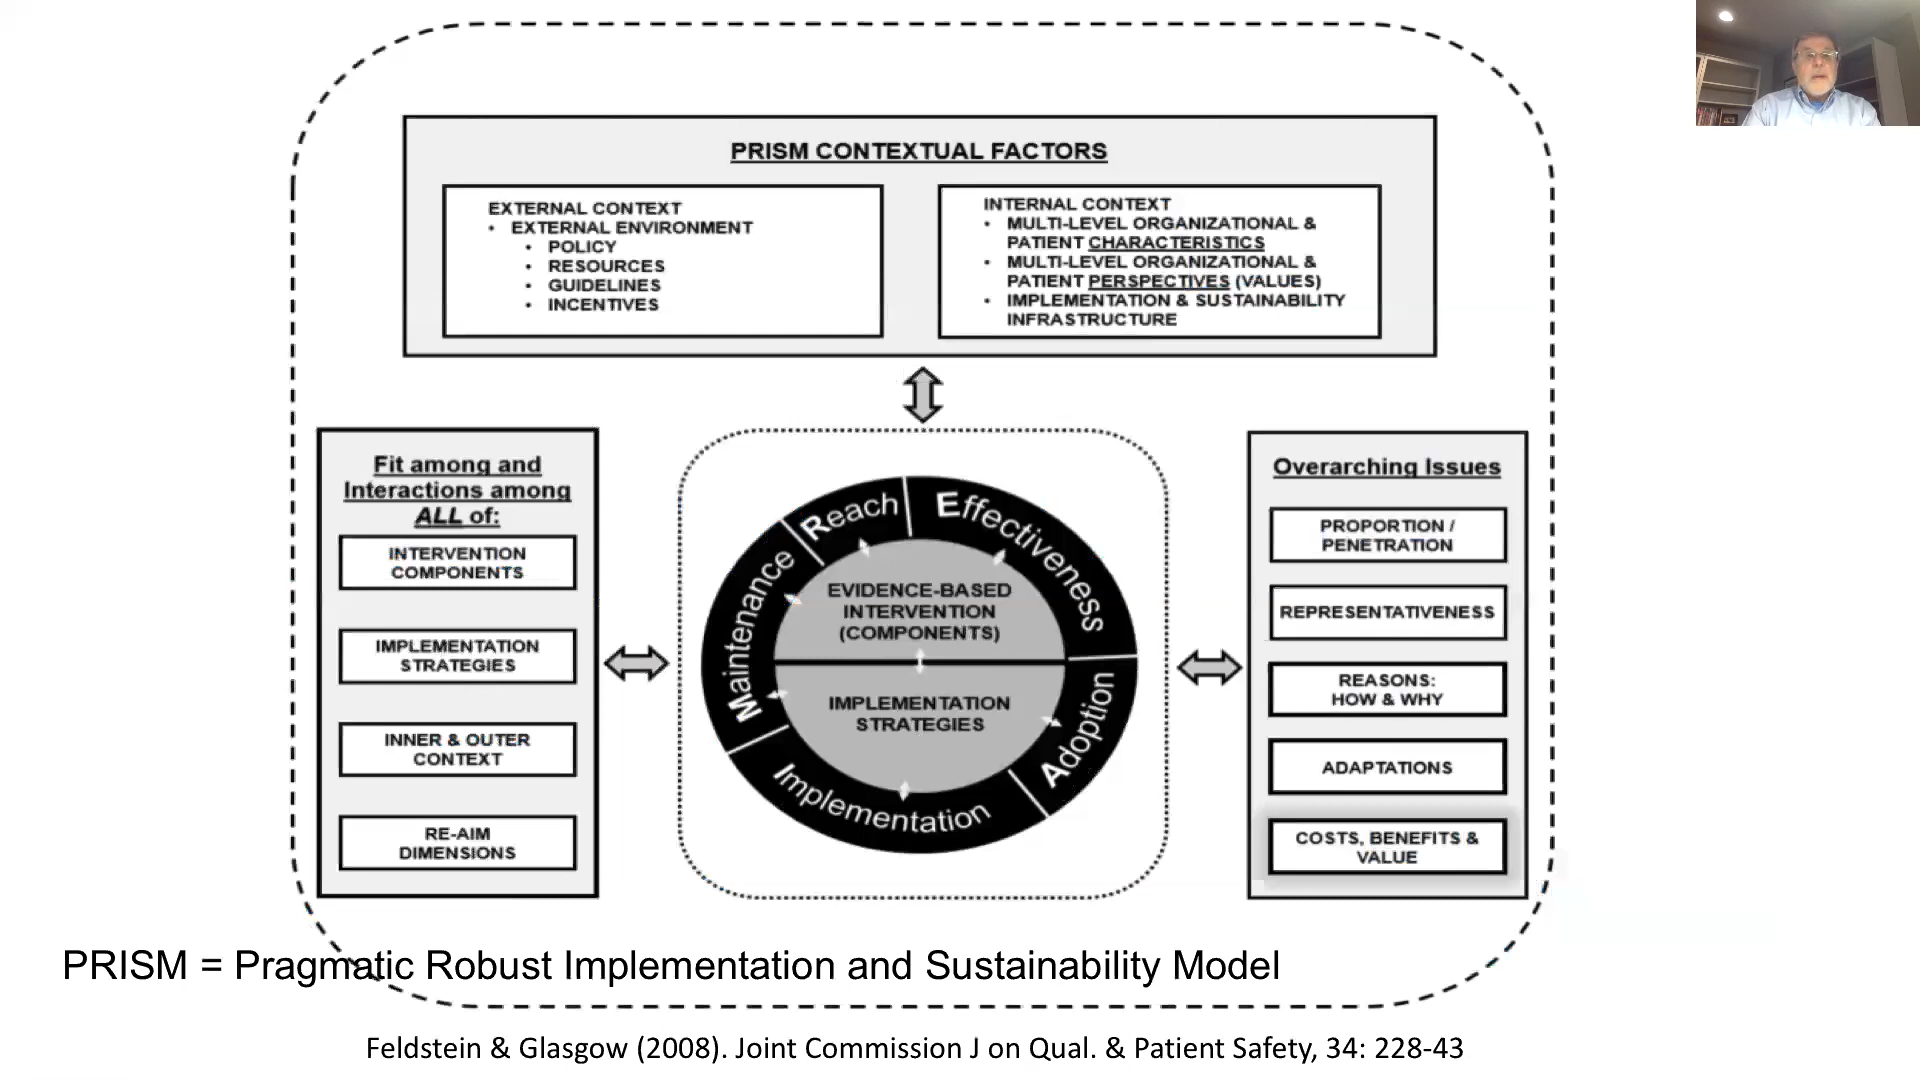 PRISM CONTEXTUAL FACTORS
EXTERNAL CONTEXT
• EXTERNAL ENVIRONMENT
• POLICY
• RESOURCES
• GUIDELINES
• INCENTIVES
INTERNAL CONTEXT
• MULTI-LEVEL ORGANIZATIONAL &
PATIENT CHARACTERISTICS
• MULTI-LEVEL ORGANIZATIONAL &
PATIENT PERSPECTIVES (VALUES)
• IMPLEMENTATION & SUSTAINABILITY
INFRASTRUCTURE
Fit among and
Interactions among
ALL of:
INTERVENTION
COMPONENTS
IMPLEMENTATION
STRATEGIES
INNER & OUTER
CONTEXT
RE-AIM
DIMENSIONS
Reach
Effectiveness
Adoption
Implementation
Maintenance
EVIDENCE-BASED
INTERVENTION
(COMPONENTS)
IMPLEMENTATION
STRATEGIES
Overarching Issues
PROPORTION /
PENETRATION
REPRESENTATIVENESS
REASONS:
HOW & WHY
ADAPTATIONS
COSTS, BENEFITS &
VALUE
PRISM = Pragmatic Robust Implementation and Sustainability Model
Feldstein & Glasgow (2008). Joint Commission J on Qual. & Patient Safety, 34: 228-43